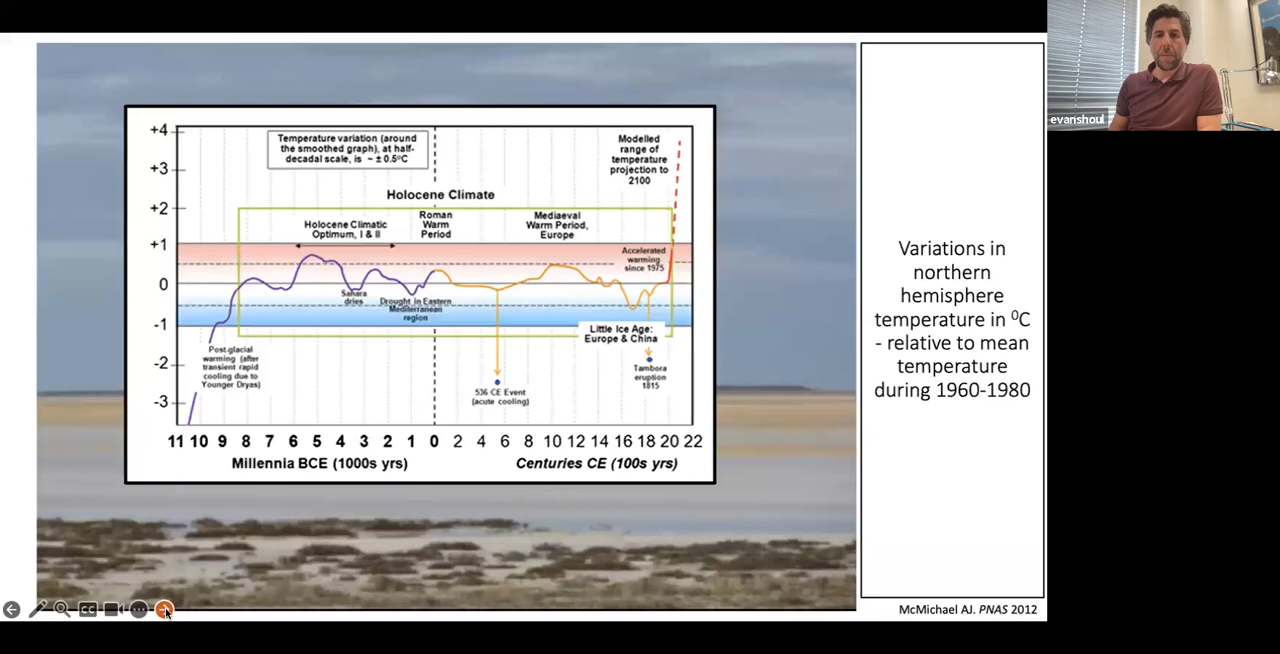 evanshoul
+4
+3
+2
+1
0
-1
-2
-3
Temperature variation (around
the smoothed graph), at half-
decadal scale, is ~ ± 0.5°C
Modelled
range of
temperature
projection to
2100
Holocene Climate
Holocene Climatic
Optimum, I & II
Roman
Warm
Period
Mediaeval
Warm Period,
Europe
Accelerated
warming
since 1975
Sahara
dries
Drought in Eastern
Mediterranean
region
Little Ice Age:
Europe & China
Post-glacial
warming (after
transient rapid
cooling due to
Younger Dryas)
536 CE Event
(acute cooling)
Tambora
eruption
1815
11 10 9 8 7 6 5 4 3 2 1 0 2 4 6 8 10 12 14 16 18 20 22
Millennia BCE (1000s yrs)
Centuries CE (100s yrs)
Variations in
northern
hemisphere
temperature in ⁰C
- relative to mean
temperature
during 1960-1980
McMichael AJ. PNAS 2012
CC